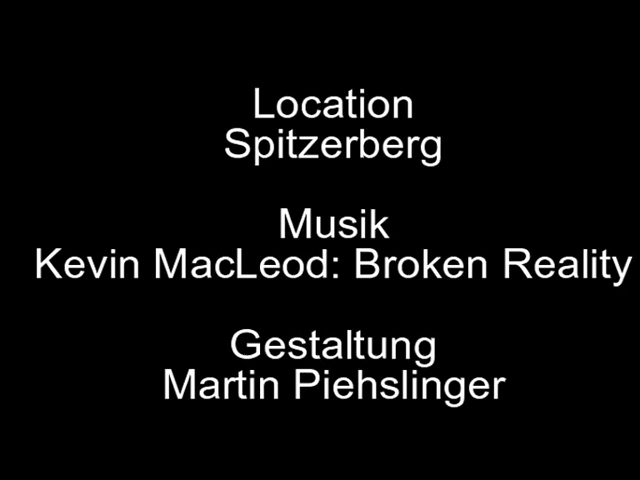 Location
Spitzerberg
Musik
Kevin MacLeod: Broken Reality
Gestaltung
Martin Piehslinger